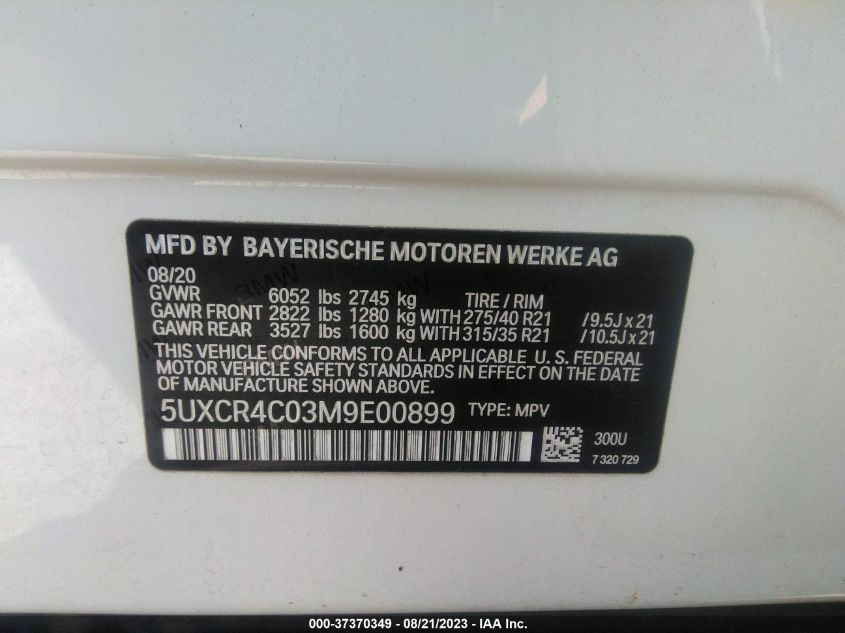 MFD BY BAYERISCHE MOTOREN WERKE AG
08/20
GVWR 6052 lbs 2745 kg TIRE / RIM
GAWR FRONT 2822 lbs 1280 kg WITH 275/40 R21 /9.5J x 21
GAWR REAR 3527 lbs 1600 kg WITH 315/35 R21 /10.5J x 21
THIS VEHICLE CONFORMS TO ALL APPLICABLE U. S. FEDERAL
MOTOR VEHICLE SAFETY STANDARDS IN EFFECT ON THE DATE
OF MANUFACTURE SHOWN ABOVE.
5UXCR4C03M9E00899 TYPE: MPV
300U
7 320 729
000-37370349 - 08/21/2023 - IAA Inc.